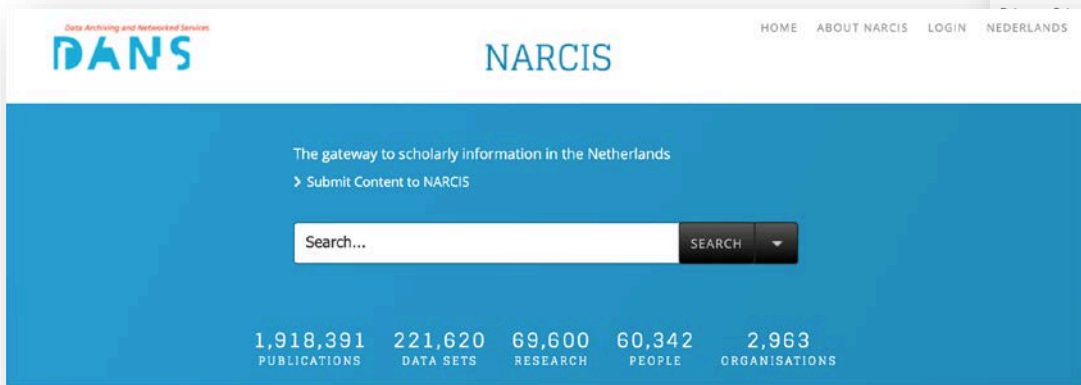 Data Archiving and Networked Services
DANS
NARCIS
HOME ABOUT NARCIS LOGIN NEDERLANDS
The gateway to scholarly information in the Netherlands
> Submit Content to NARCIS
Search...
SEARCH
1,918,391 221,620 69,600 60,342 2,963
PUBLICATIONS DATA SETS RESEARCH PEOPLE ORGANISATIONS